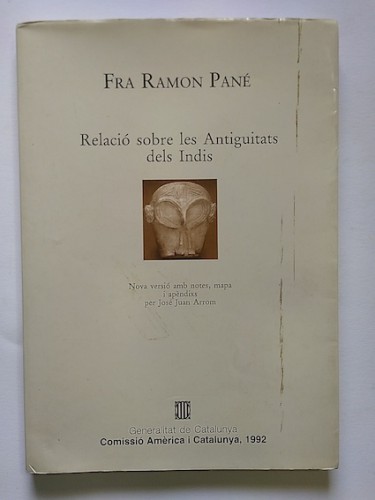 FRA RAMON PANÉ
Relació sobre les Antiguitats
dels Indis
Nova versió amb notes, mapa
i apèndixs
per José Juan Arrom
Generalitat de Catalunya
Comissió Amèrica i Catalunya, 1992